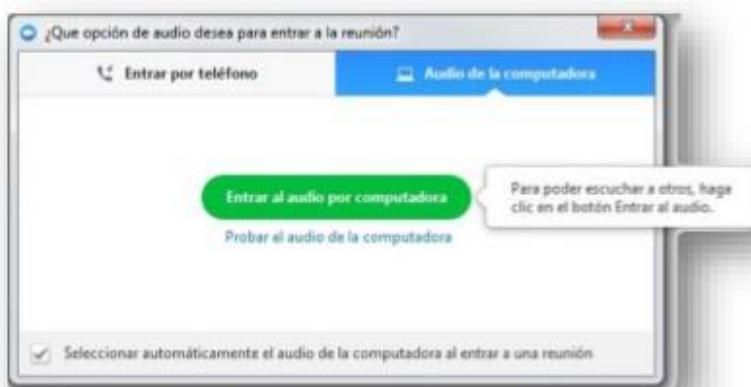 ¿Que opción de audio desea para entrar a la reunión?
Entrar por teléfono
Audio de la computadora
Entrar al audio por computadora
Para poder escuchar a otros, haga
clic en el botón Entrar al audio.
Probar el audio de la computadora
Seleccionar automáticamente el audio de la computadora al entrar a una reunión